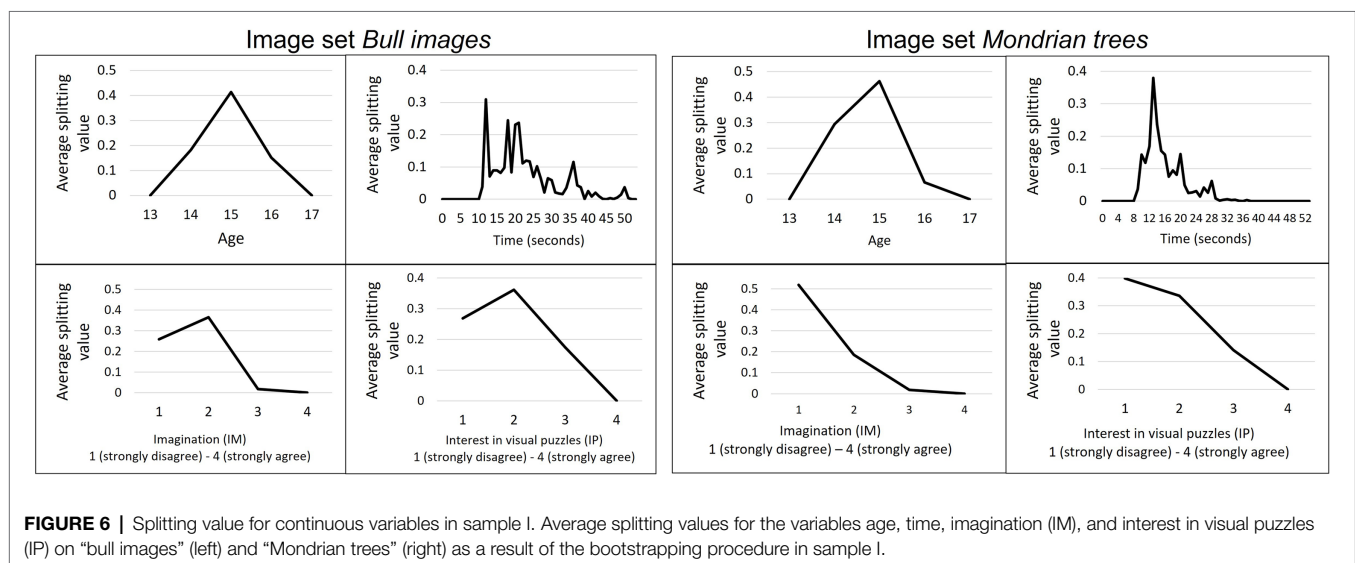 Image set Bull images
Average splitting
value
0.5
0.4
0.3
0.2
0.1
0
13 14 15 16 17
Age
Average splitting
value
0.4
0.3
0.2
0.1
0
0 5 10 15 20 25 30 35 40 45 50
Time (seconds)
Average splitting
value
0.5
0.4
0.3
0.2
0.1
0
1 2 3 4
Imagination (IM)
1 (strongly disagree) - 4 (strongly agree)
Average splitting
value
0.4
0.3
0.2
0.1
0
1 2 3 4
Interest in visual puzzles (IP)
1 (strongly disagree) - 4 (strongly agree)
Image set Mondrian trees
Average splitting
value
0.5
0.4
0.3
0.2
0.1
0
13 14 15 16 17
Age
Average splitting
value
0.4
0.3
0.2
0.1
0
0 4 8 12 16 20 24 28 32 36 40 44 48 52
Time (seconds)
Average splitting
value
0.5
0.4
0.3
0.2
0.1
0
1 2 3 4
Imagination (IM)
1 (strongly disagree) – 4 (strongly agree)
Average splitting
value
0.4
0.3
0.2
0.1
0
1 2 3 4
Interest in visual puzzles (IP)
1 (strongly disagree) - 4 (strongly agree)
FIGURE 6 | Splitting value for continuous variables in sample I. Average splitting values for the variables age, time, imagination (IM), and interest in visual puzzles
(IP) on “bull images” (left) and “Mondrian trees” (right) as a result of the bootstrapping procedure in sample I.